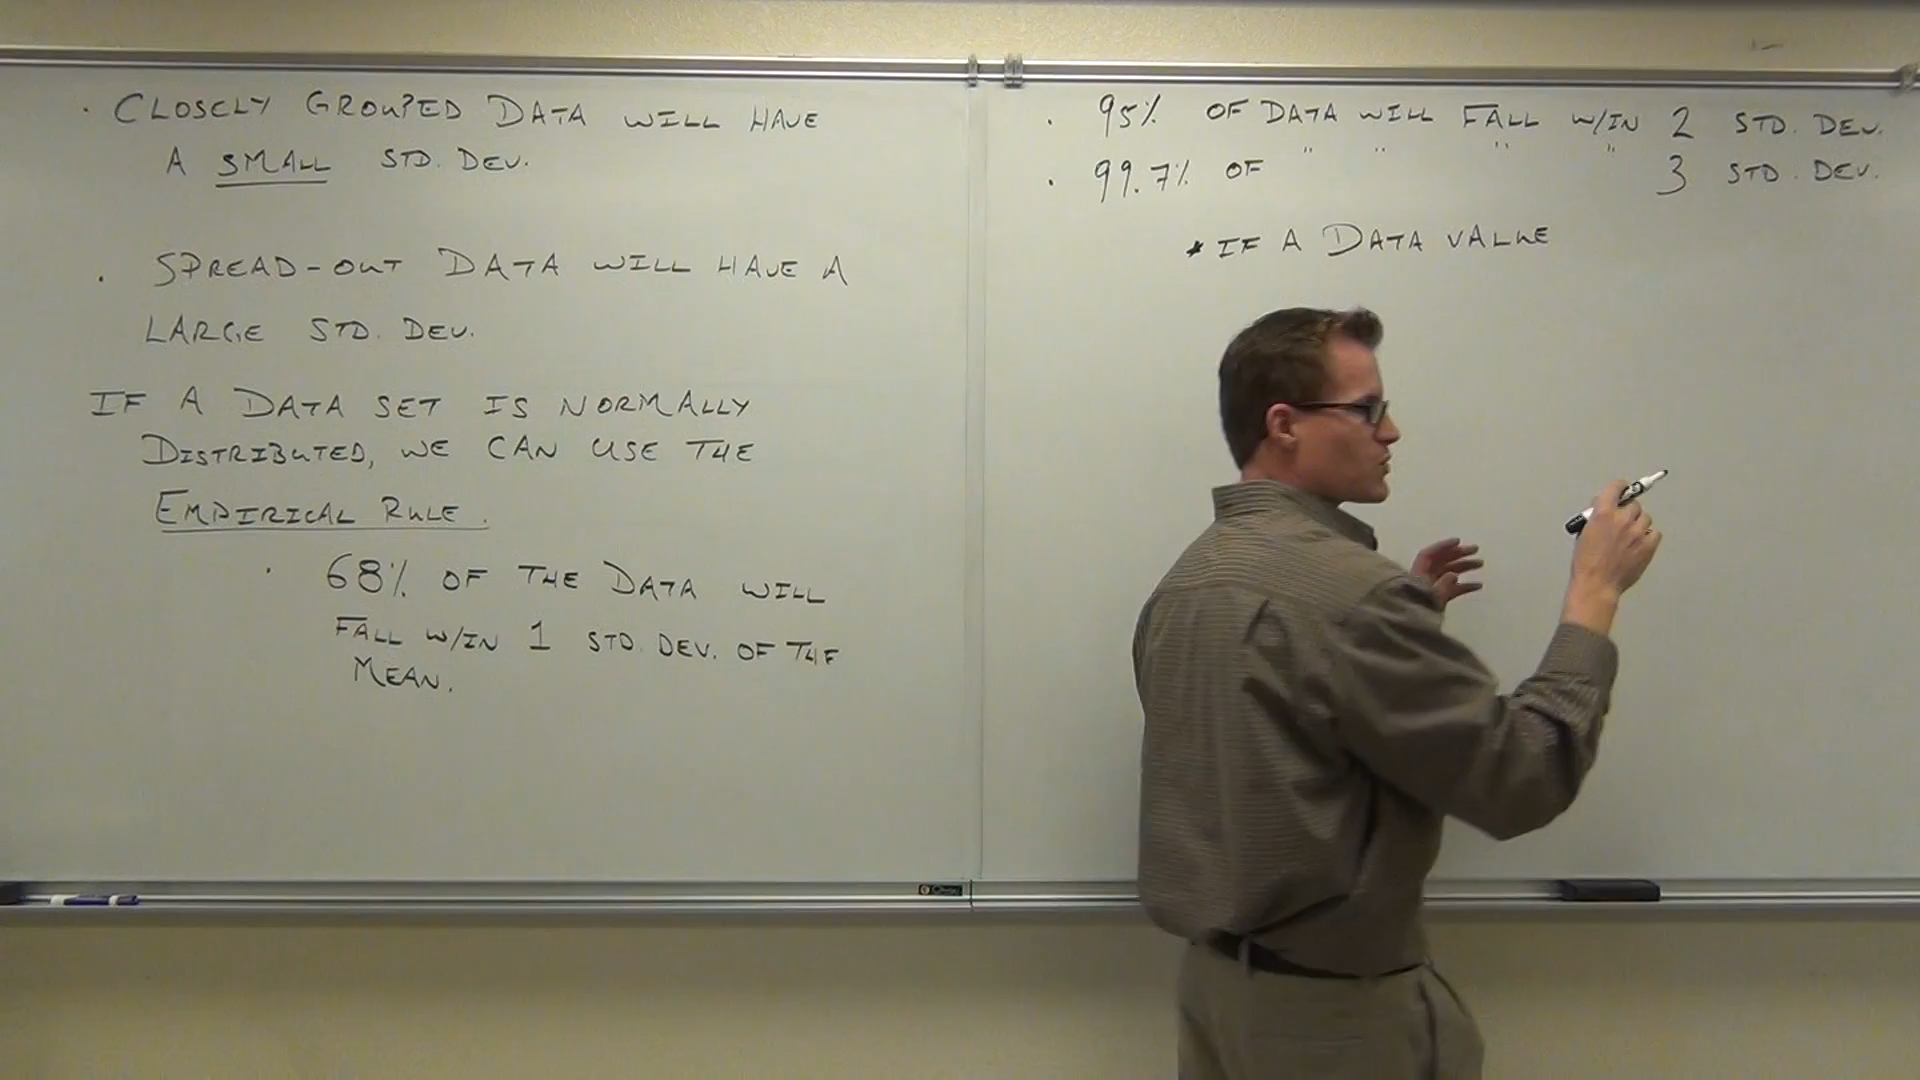 · CLOSELY GROUPED DATA WILL HAVE
A SMALL STD. DEV.
· SPREAD-OUT DATA WILL HAVE A
LARGE STD. DEV.
IF A DATA SET IS NORMALLY
DISTRIBUTED, WE CAN USE THE
EMPIRICAL RULE.
· 68% OF THE DATA WILL
FALL W/IN 1 STD. DEV. OF THE
MEAN.
· 95% OF DATA WILL FALL W/IN 2 STD. DEV.
· 99.7% OF " " " " 3 STD. DEV.
* IF A DATA VALUE